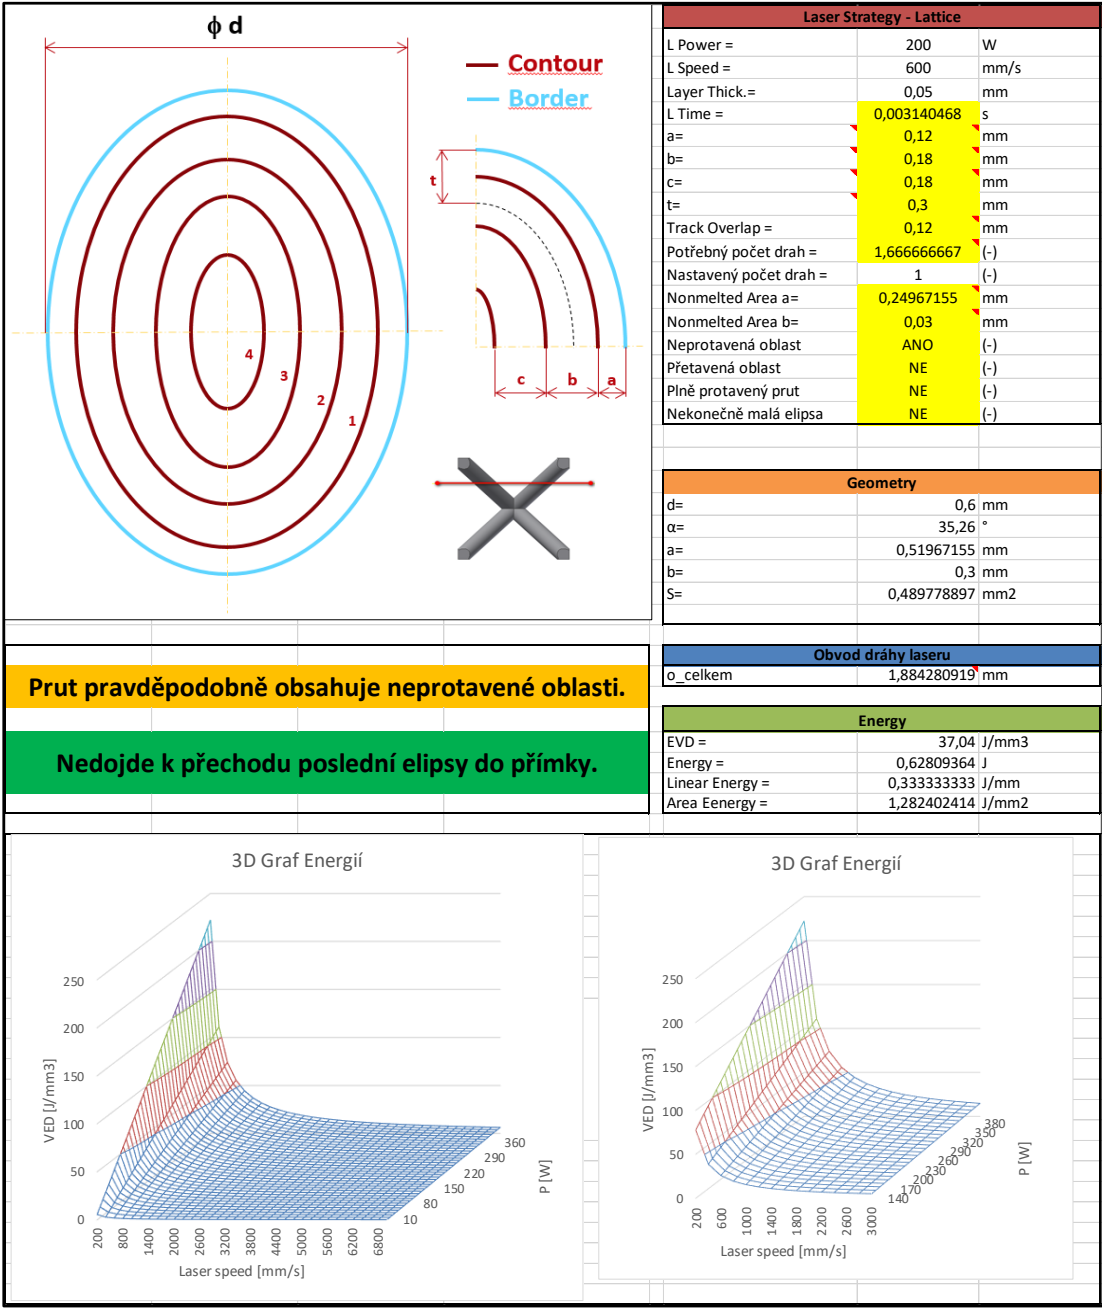 ϕ d
Contour
Border
t
4
3
2
1
c b a
Laser Strategy - Lattice
L Power = 200 W
L Speed = 600 mm/s
Layer Thick.= 0,05 mm
L Time = 0,003140468 s
a= 0,12 mm
b= 0,18 mm
c= 0,18 mm
t= 0,3 mm
Track Overlap = 0,12 mm
Potřebný počet drah = 1,666666667 (-)
Nastavený počet drah = 1 (-)
Nonmelted Area a= 0,24967155 mm
Nonmelted Area b= 0,03 mm
Neprotavená oblast ANO (-)
Přetavená oblast NE (-)
Plně protavený prut NE (-)
Nekonečně malá elipsa NE (-)
Geometry
d= 0,6 mm
α= 35,26 °
a= 0,51967155 mm
b= 0,3 mm
S= 0,489778897 mm2
Obvod dráhy laseru
o_celkem 1,884280919 mm
Prut pravděpodobně obsahuje neprotavené oblasti.
Nedojde k přechodu poslední elipsy do přímky.
Energy
EVD = 37,04 J/mm3
Energy = 0,62809364 J
Linear Energy = 0,333333333 J/mm
Area Eenergy = 1,282402414 J/mm2
3D Graf Energií
VED [J/mm3]
250
200
150
100
50
0
200 800 1400 2000 2600 3200 3800 4400 5000 5600 6200 6800
Laser speed [mm/s]
10 80 150 220 290 360
P [W]
3D Graf Energií
VED [J/mm3]
250
200
150
100
50
0
200 600 1000 1400 1800 2200 2600 3000
Laser speed [mm/s]
140 170 200 230 260 290 320 350 380
P [W]